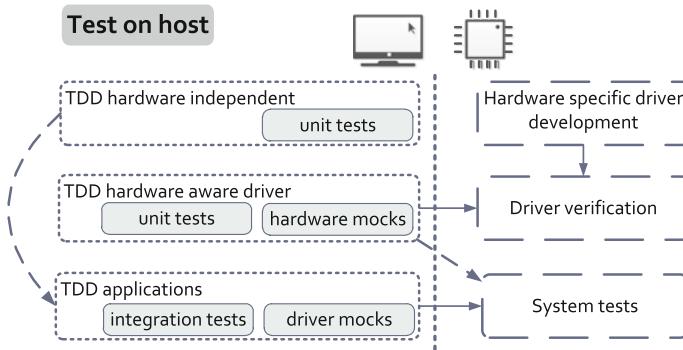 Test on host
TDD hardware independent
unit tests
Hardware specific driver
development
TDD hardware aware driver
unit tests
hardware mocks
Driver verification
TDD applications
integration tests
driver mocks
System tests